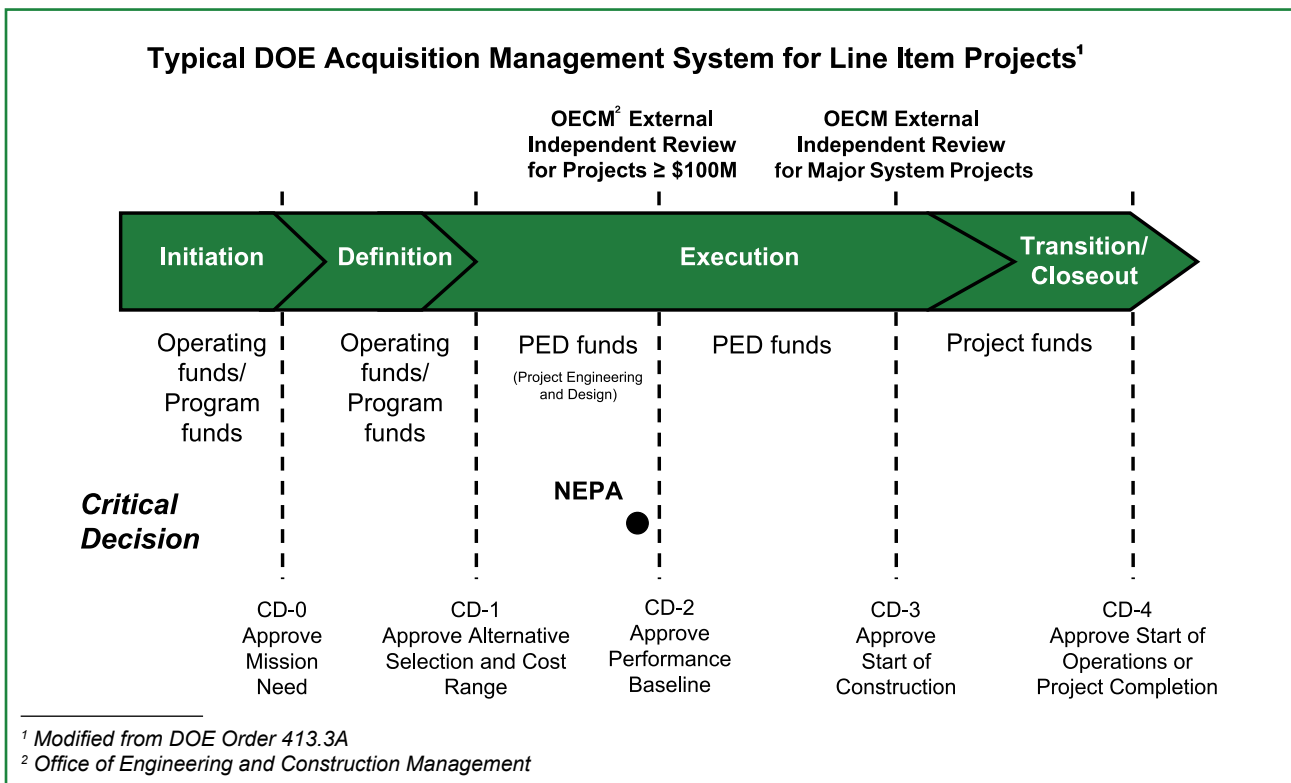 Typical DOE Acquisition Management System for Line Item Projects¹
OECM² External
Independent Review
for Projects ≥ $100M
OECM External
Independent Review
for Major System Projects
Initiation
Definition
Execution
Transition/
Closeout
Operating
funds/
Program
funds
Operating
funds/
Program
funds
PED funds
(Project Engineering
and Design)
PED funds
Project funds
Critical
Decision
NEPA
CD-0
Approve
Mission
Need
CD-1
Approve Alternative
Selection and Cost
Range
CD-2
Approve
Performance
Baseline
CD-3
Approve
Start of
Construction
CD-4
Approve Start of
Operations or
Project Completion
¹ Modified from DOE Order 413.3A
² Office of Engineering and Construction Management